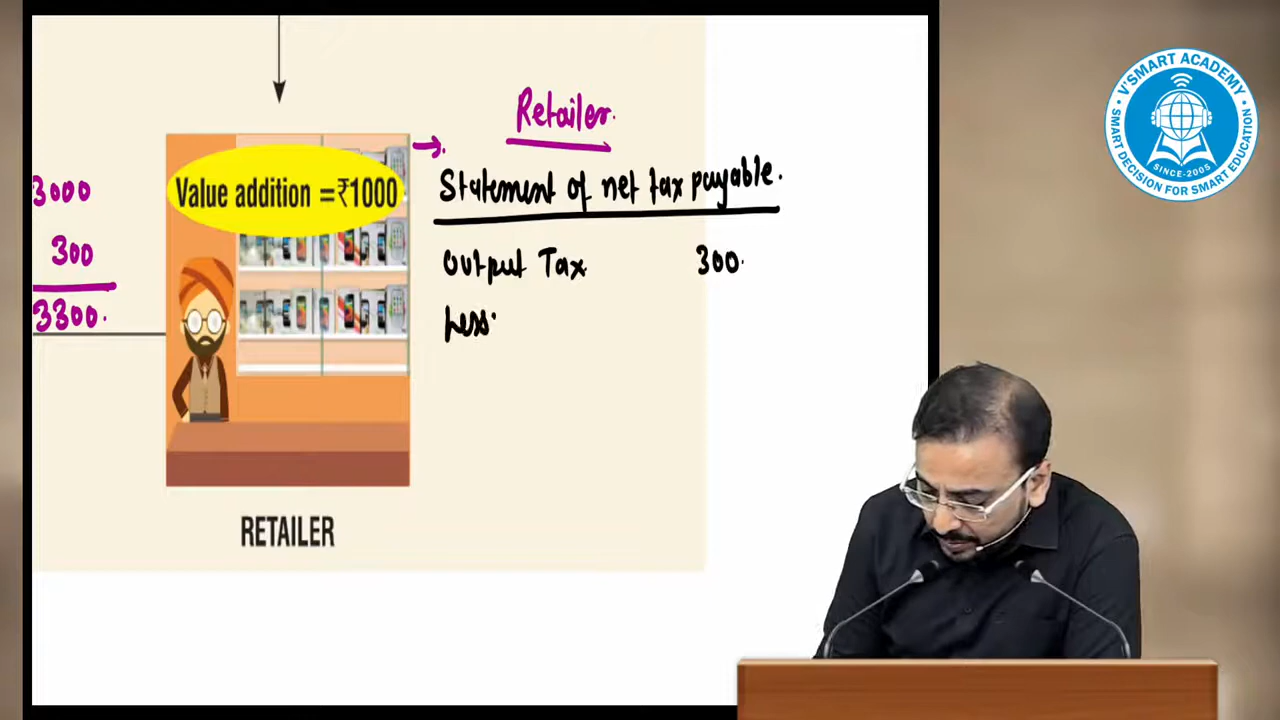 Retailer.
3000
300
3300.
Value addition =₹1000
Statement of net tax payable.
Output Tax 300.
Less.
RETAILER
V'SMART ACADEMY
SINCE-2005
SMART DECISION FOR SMART EDUCATION